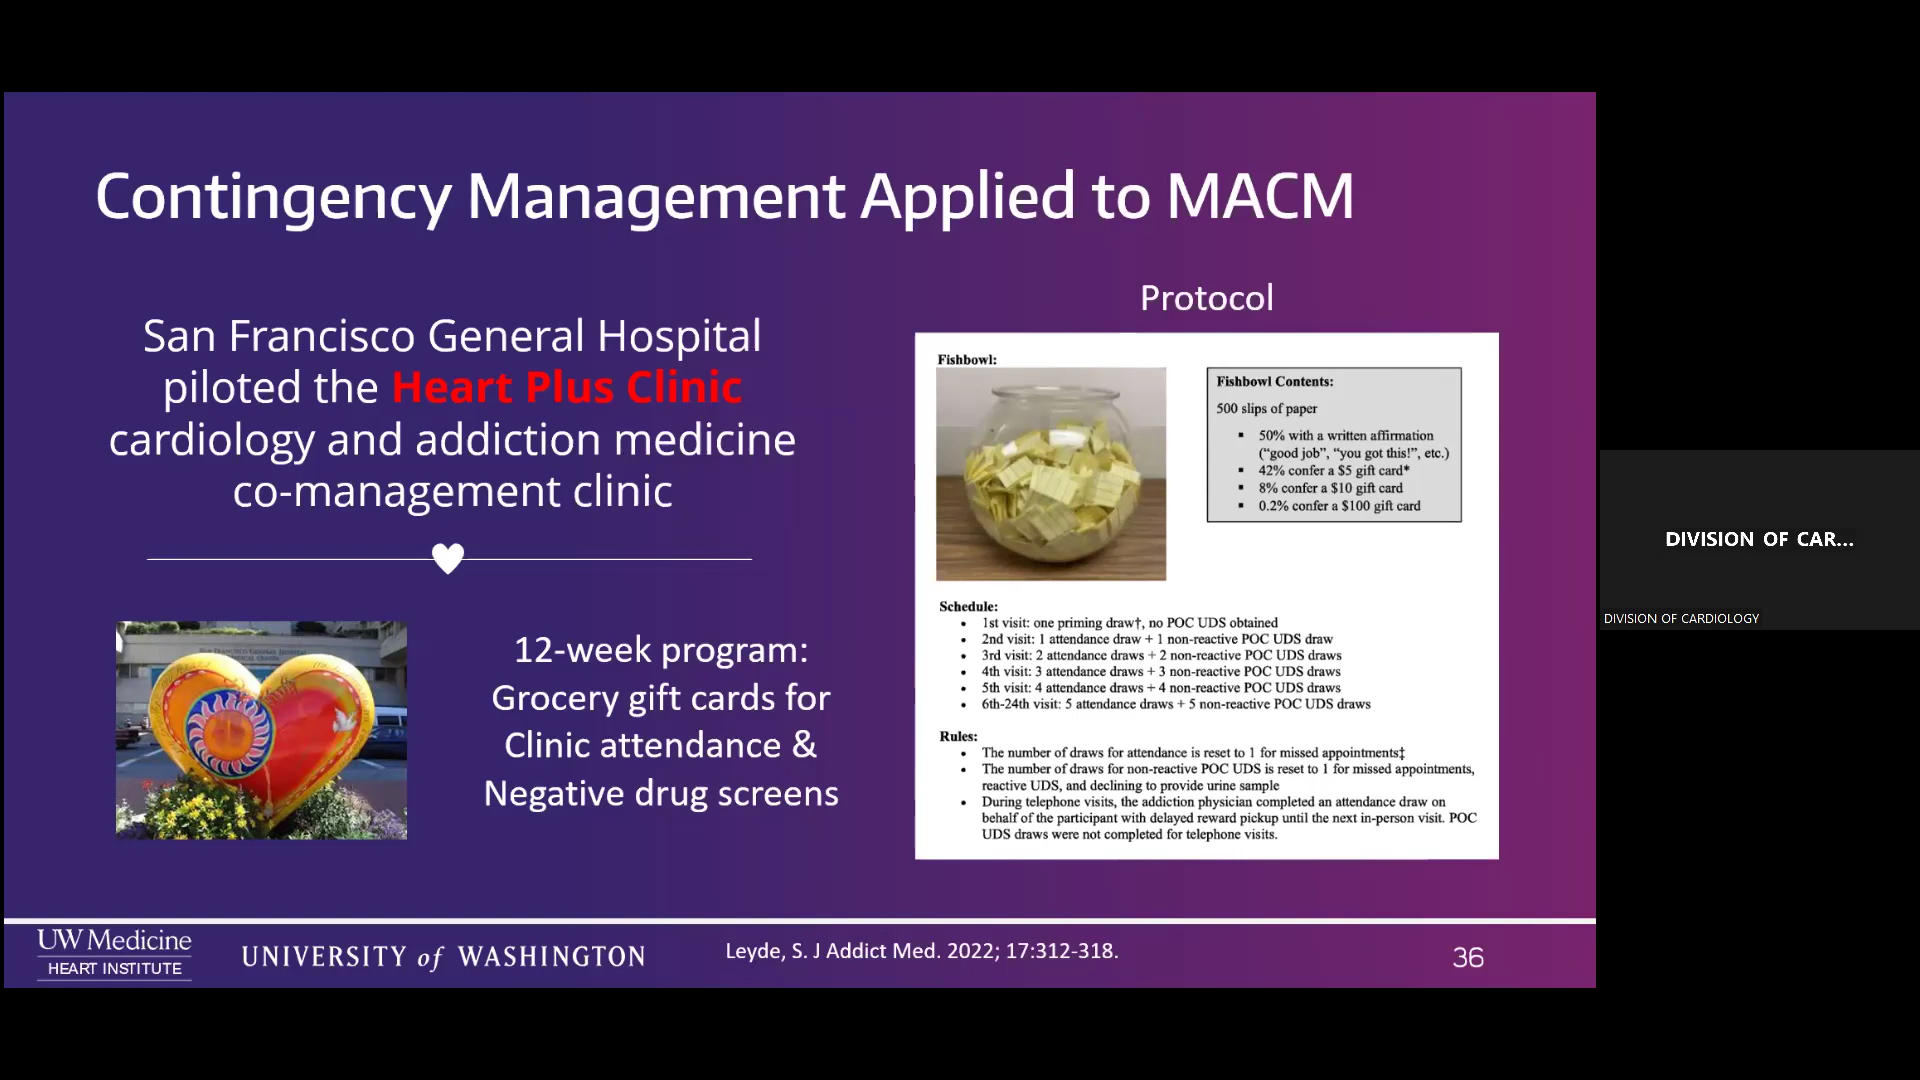 Contingency Management Applied to MACM
San Francisco General Hospital
piloted the Heart Plus Clinic
cardiology and addiction medicine
co-management clinic
12-week program:
Grocery gift cards for
Clinic attendance &
Negative drug screens
Protocol
Fishbowl:
Fishbowl Contents:
500 slips of paper
▪ 50% with a written affirmation
(“good job”, “you got this!”, etc.)
▪ 42% confer a $5 gift card*
▪ 8% confer a $10 gift card
▪ 0.2% confer a $100 gift card
Schedule:
• 1st visit: one priming draw†, no POC UDS obtained
• 2nd visit: 1 attendance draw + 1 non-reactive POC UDS draw
• 3rd visit: 2 attendance draws + 2 non-reactive POC UDS draws
• 4th visit: 3 attendance draws + 3 non-reactive POC UDS draws
• 5th visit: 4 attendance draws + 4 non-reactive POC UDS draws
• 6th-24th visit: 5 attendance draws + 5 non-reactive POC UDS draws
Rules:
• The number of draws for attendance is reset to 1 for missed appointments‡
• The number of draws for non-reactive POC UDS is reset to 1 for missed appointments,
reactive UDS, and declining to provide urine sample
• During telephone visits, the addiction physician completed an attendance draw on
behalf of the participant with delayed reward pickup until the next in-person visit. POC
UDS draws were not completed for telephone visits.
UW Medicine
HEART INSTITUTE
UNIVERSITY of WASHINGTON
Leyde, S. J Addict Med. 2022; 17:312-318.
36
DIVISION OF CAR...
DIVISION OF CARDIOLOGY